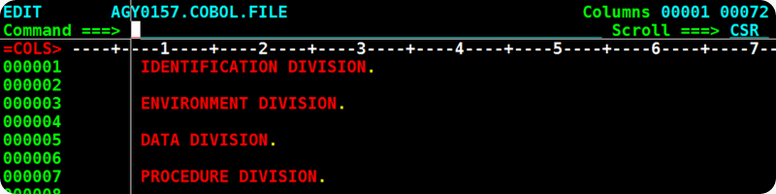 EDIT       AGY0157.COBOL.FILE                             Columns 00001 00072
Command ===>                                                 Scroll ===> CSR
=COLS> ----+----1----+----2----+----3----+----4----+----5----+----6----+----7--
000001        IDENTIFICATION DIVISION.
000002
000003        ENVIRONMENT DIVISION.
000004
000005        DATA DIVISION.
000006
000007        PROCEDURE DIVISION.
000008